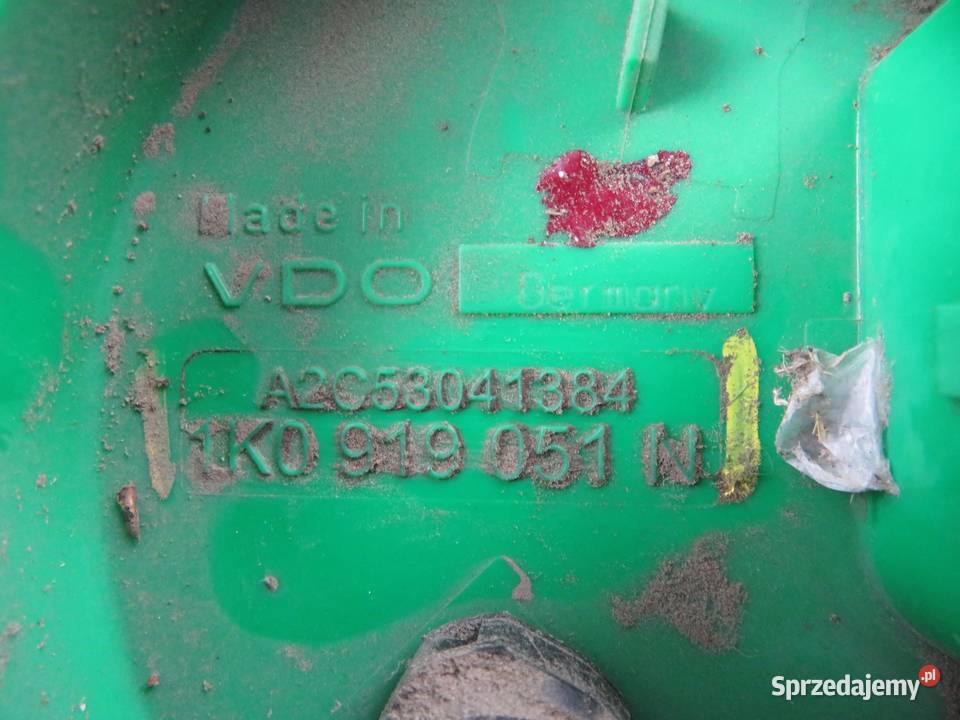 Made in
VDO Germany
A2C53041384
1K0 919 051 N
Sprzedajemy.pl